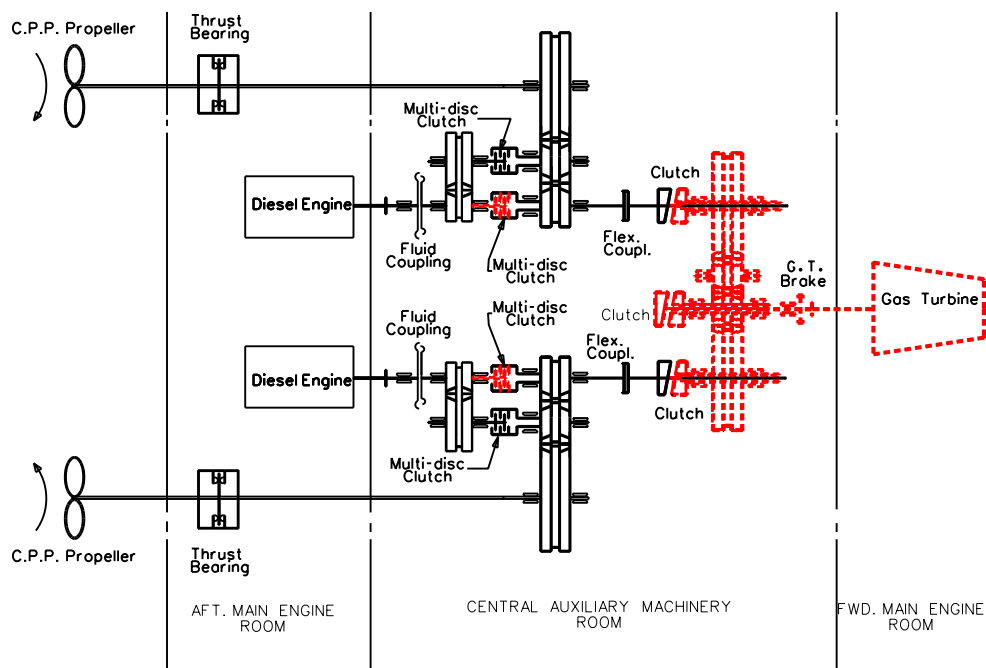 C.P.P. Propeller
Thrust
Bearing
Multi-disc
Clutch
Clutch
Diesel Engine
Fluid
Coupling
Multi-disc
Clutch
Flex.
Coupl.
G.T.
Brake
Gas Turbine
Clutch
Fluid
Coupling
Multi-disc
Clutch
Flex.
Coupl.
Diesel Engine
Clutch
Multi-disc
Clutch
C.P.P. Propeller
Thrust
Bearing
AFT. MAIN ENGINE
ROOM
CENTRAL AUXILIARY MACHINERY
ROOM
FWD. MAIN ENGINE
ROOM